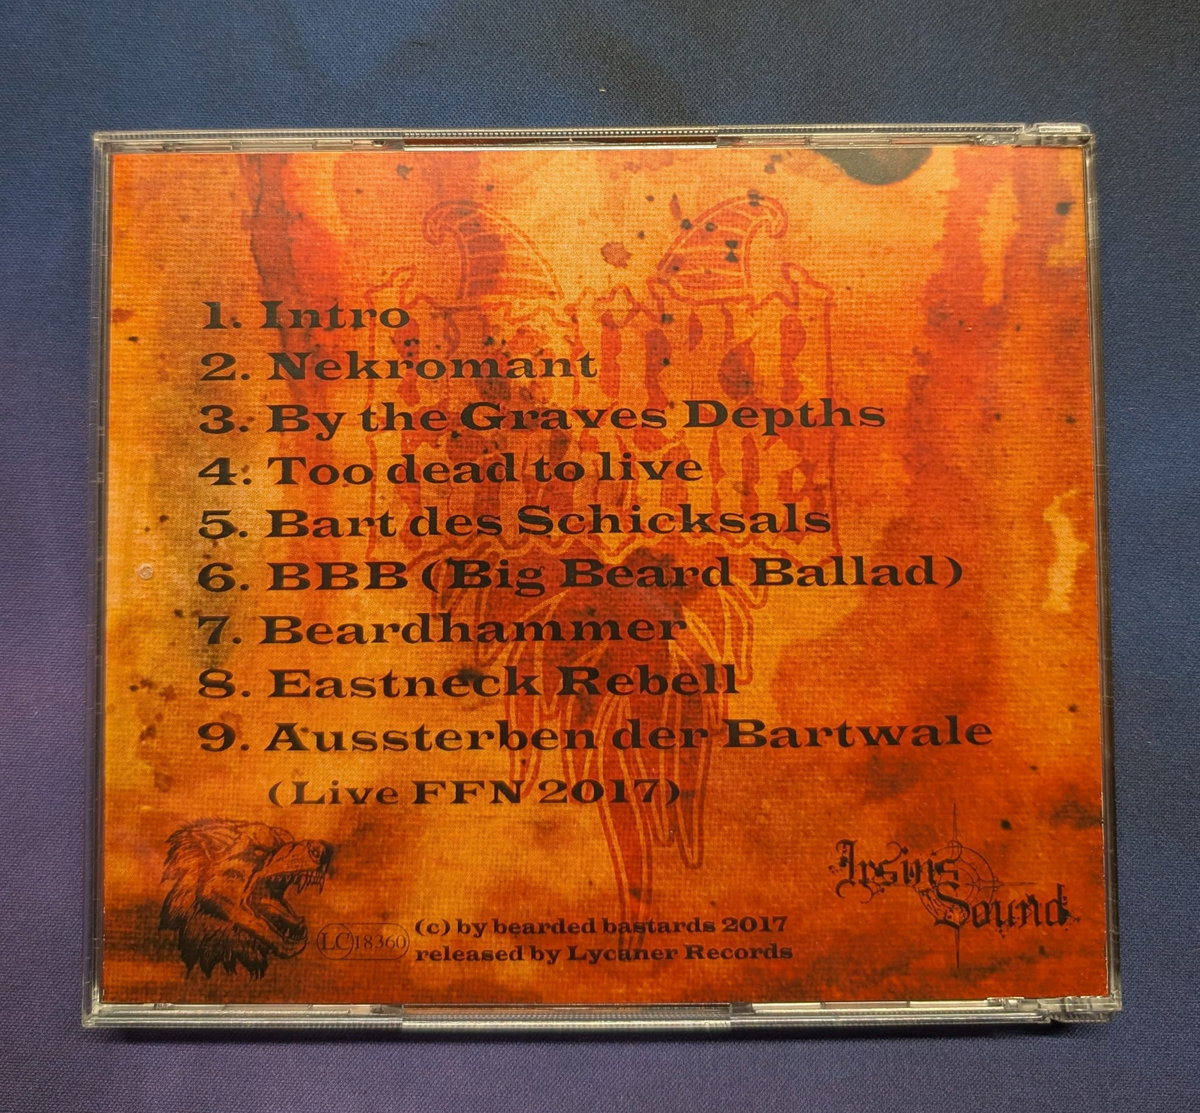 1. Intro
2. Nekromant
3. By the Graves Depths
4. Too dead to live
5. Bart des Schicksals
6. BBB (Big Beard Ballad)
7. Beardhammer
8. Eastneck Rebell
9. Aussterben der Bartwale
(Live FFN 2017)
Irsins
Sound
(c) by bearded bastards 2017
LC 18360
released by Lycaner Records